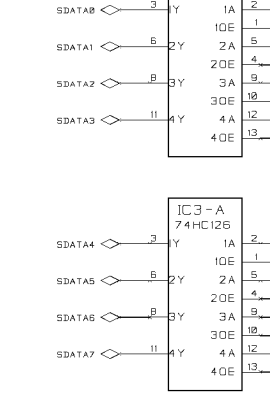 SDATA0 3 1Y 1A 2
1OE 1
SDATA1 6 2Y 2A 5
2OE 4
SDATA2 8 3Y 3A 9
3OE 10
SDATA3 11 4Y 4A 12
4OE 13
IC3-A
74HC126
SDATA4 3 1Y 1A 2
1OE 1
SDATA5 6 2Y 2A 5
2OE 4
SDATA6 8 3Y 3A 9
3OE 10
SDATA7 11 4Y 4A 12
4OE 13